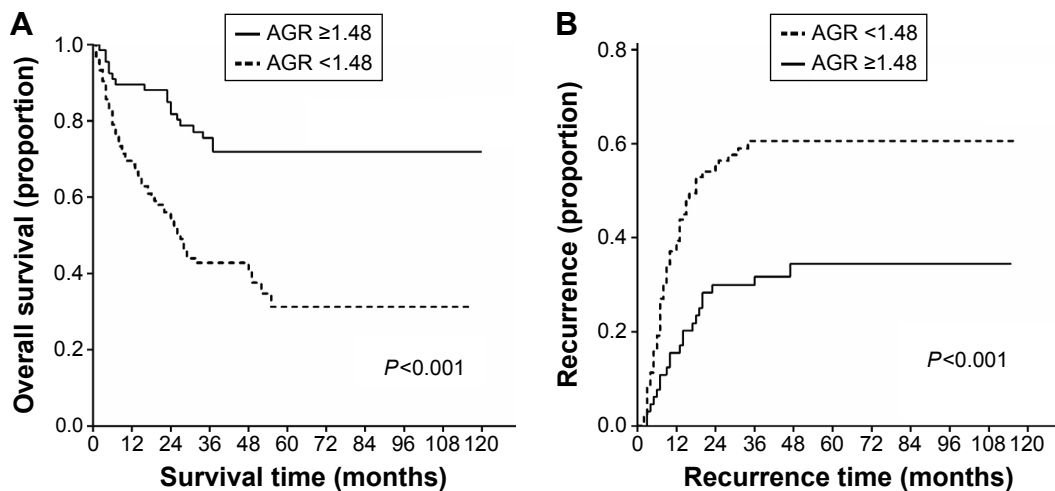 A
AGR ≥1.48
AGR <1.48
Overall survival (proportion)
1.0
0.8
0.6
0.4
0.2
0.0
P<0.001
0 12 24 36 48 60 72 84 96 108 120
Survival time (months)
B
AGR <1.48
AGR ≥1.48
Recurrence (proportion)
0.8
0.6
0.4
0.2
0.0
P<0.001
0 12 24 36 48 60 72 84 96 108 120
Recurrence time (months)